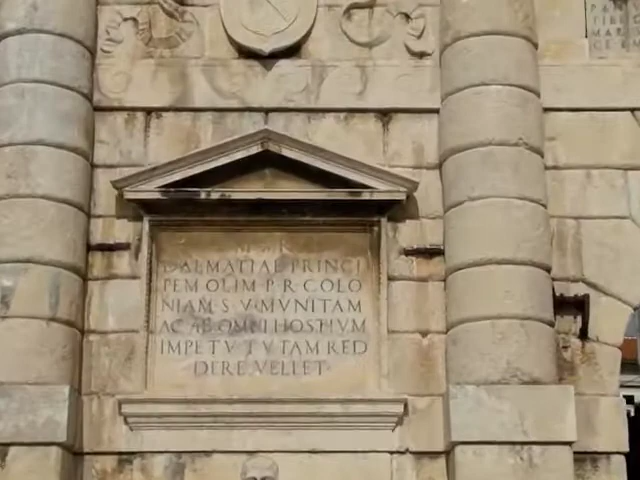 DALMATIAE PRINCI
PEM OLIM P·R·COLO
NIAM·S·V·MVNITAM
AC AB OMNI HOSTIVM
IMPETV·TVTAM RED
DERE VELLET·